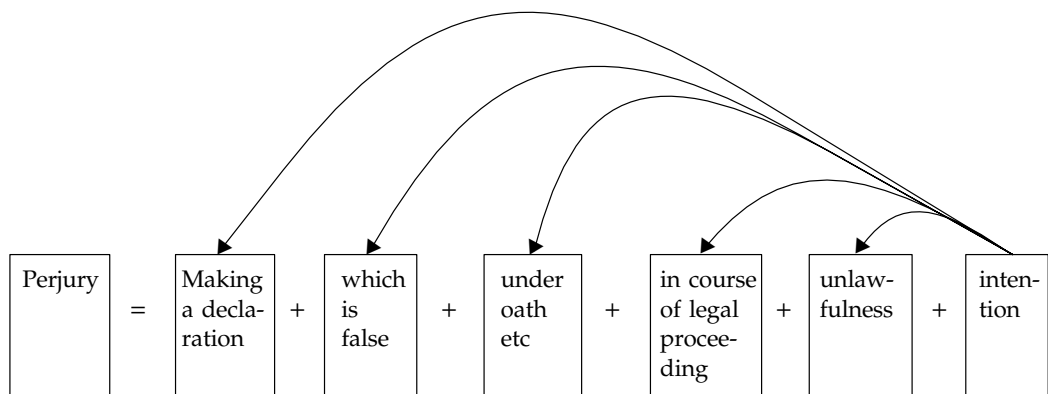 Perjury
=
Making
a decla-
ration
+
which
is
false
+
under
oath
etc
+
in course
of legal
procee-
ding
+
unlaw-
fulness
+
inten-
tion